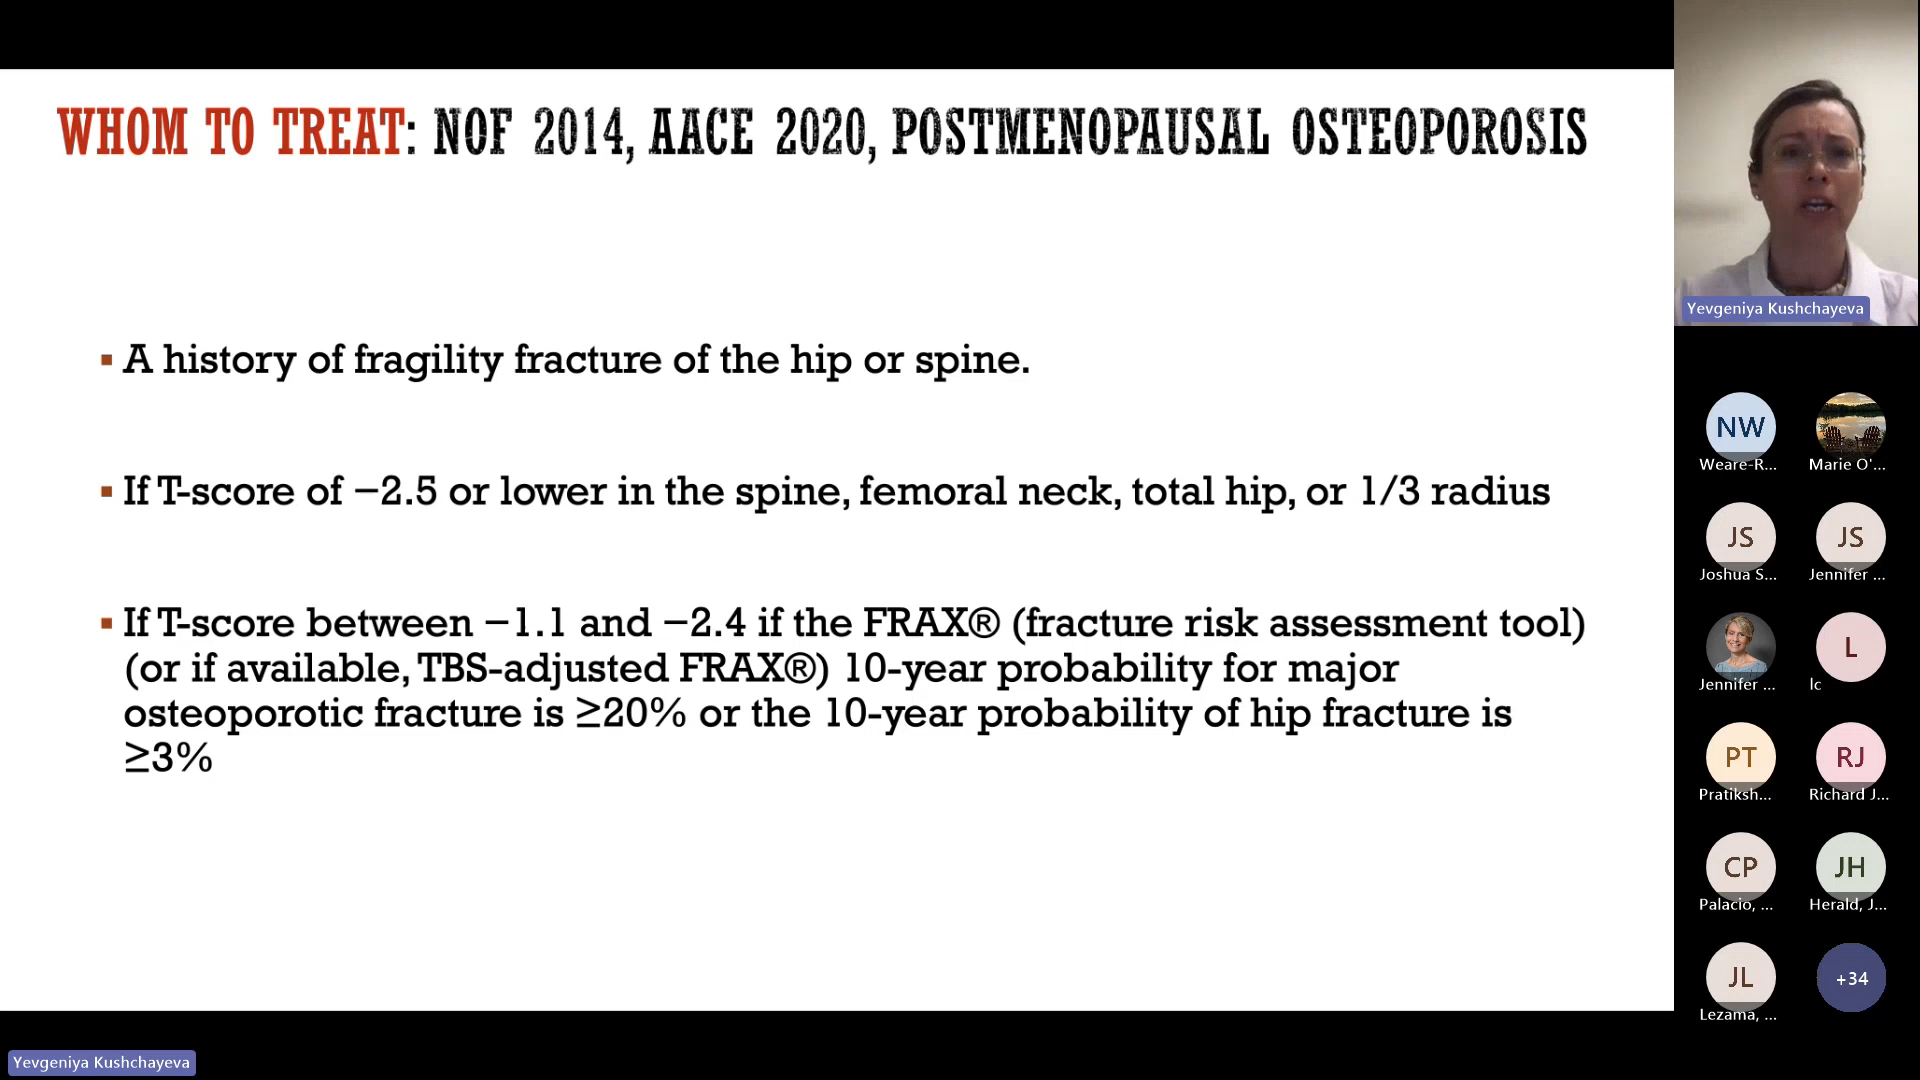 WHOM TO TREAT: NOF 2014, AACE 2020, POSTMENOPAUSAL OSTEOPOROSIS
▪ A history of fragility fracture of the hip or spine.
▪ If T-score of −2.5 or lower in the spine, femoral neck, total hip, or 1/3 radius
▪ If T-score between −1.1 and −2.4 if the FRAX® (fracture risk assessment tool)
(or if available, TBS-adjusted FRAX®) 10-year probability for major
osteoporotic fracture is ≥20% or the 10-year probability of hip fracture is
≥3%
Yevgeniya Kushchayeva
NW
Weare-R...
Marie O'...
JS
Joshua S...
JS
Jennifer ...
Jennifer ...
L
lc
PT
Pratiksh...
RJ
Richard J...
CP
Palacio, ...
JH
Herald, J...
JL
Lezama, ...
+34
Yevgeniya Kushchayeva